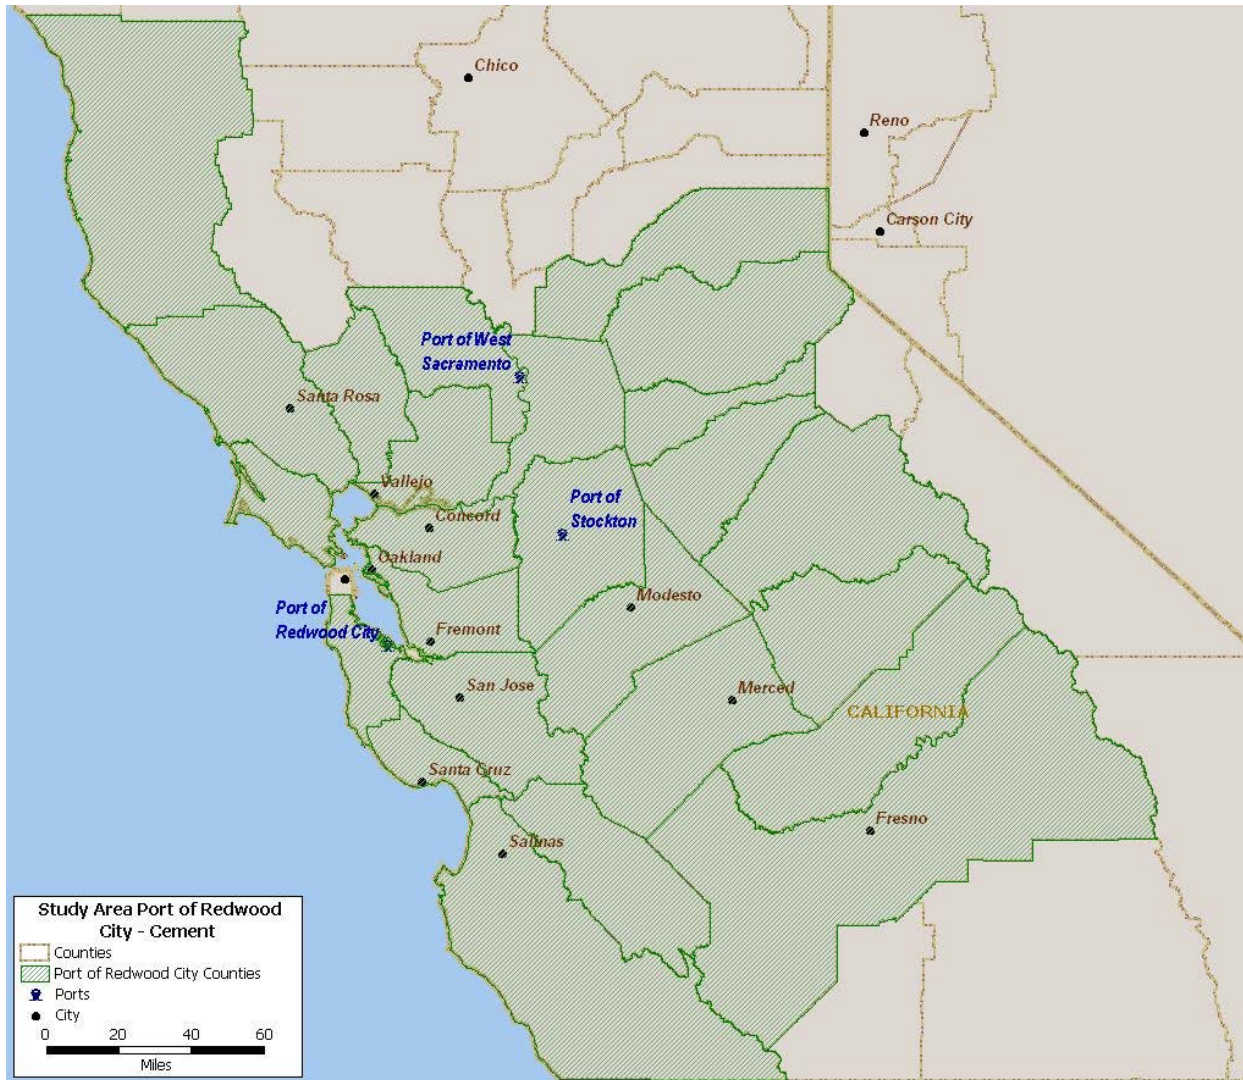 Chico
Reno
Carson City
Port of West
Sacramento
Santa Rosa
Vallejo
Port of
Stockton
Concord
Oakland
Modesto
Port of
Redwood City
Fremont
San Jose
Merced
CALIFORNIA
Santa Cruz
Fresno
Salinas
Study Area Port of Redwood
City - Cement
Counties
Port of Redwood City Counties
Ports
City
0 20 40 60
Miles